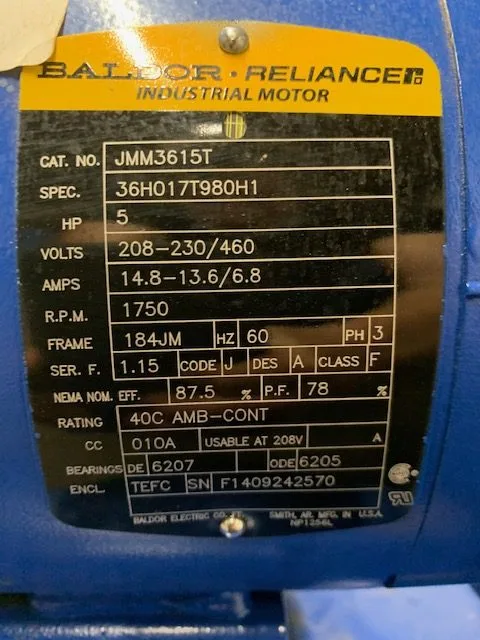 BALDOR · RELIANCER
INDUSTRIAL MOTOR
CAT. NO. JMM3615T
SPEC. 36H017T980H1
HP 5
VOLTS 208-230/460
AMPS 14.8-13.6/6.8
R.P.M. 1750
FRAME 184JM HZ 60 PH 3
SER. F. 1.15 CODE J DES A CLASS F
NEMA NOM. EFF. 87.5 % P.F. 78 %
RATING 40C AMB-CONT
CC 010A USABLE AT 208V A
BEARINGS DE 6207 ODE 6205
ENCL. TEFC SN F1409242570
BALDOR ELECTRIC CO. FT. SMITH, AR. MFG. IN U.S.A.
NP1256L